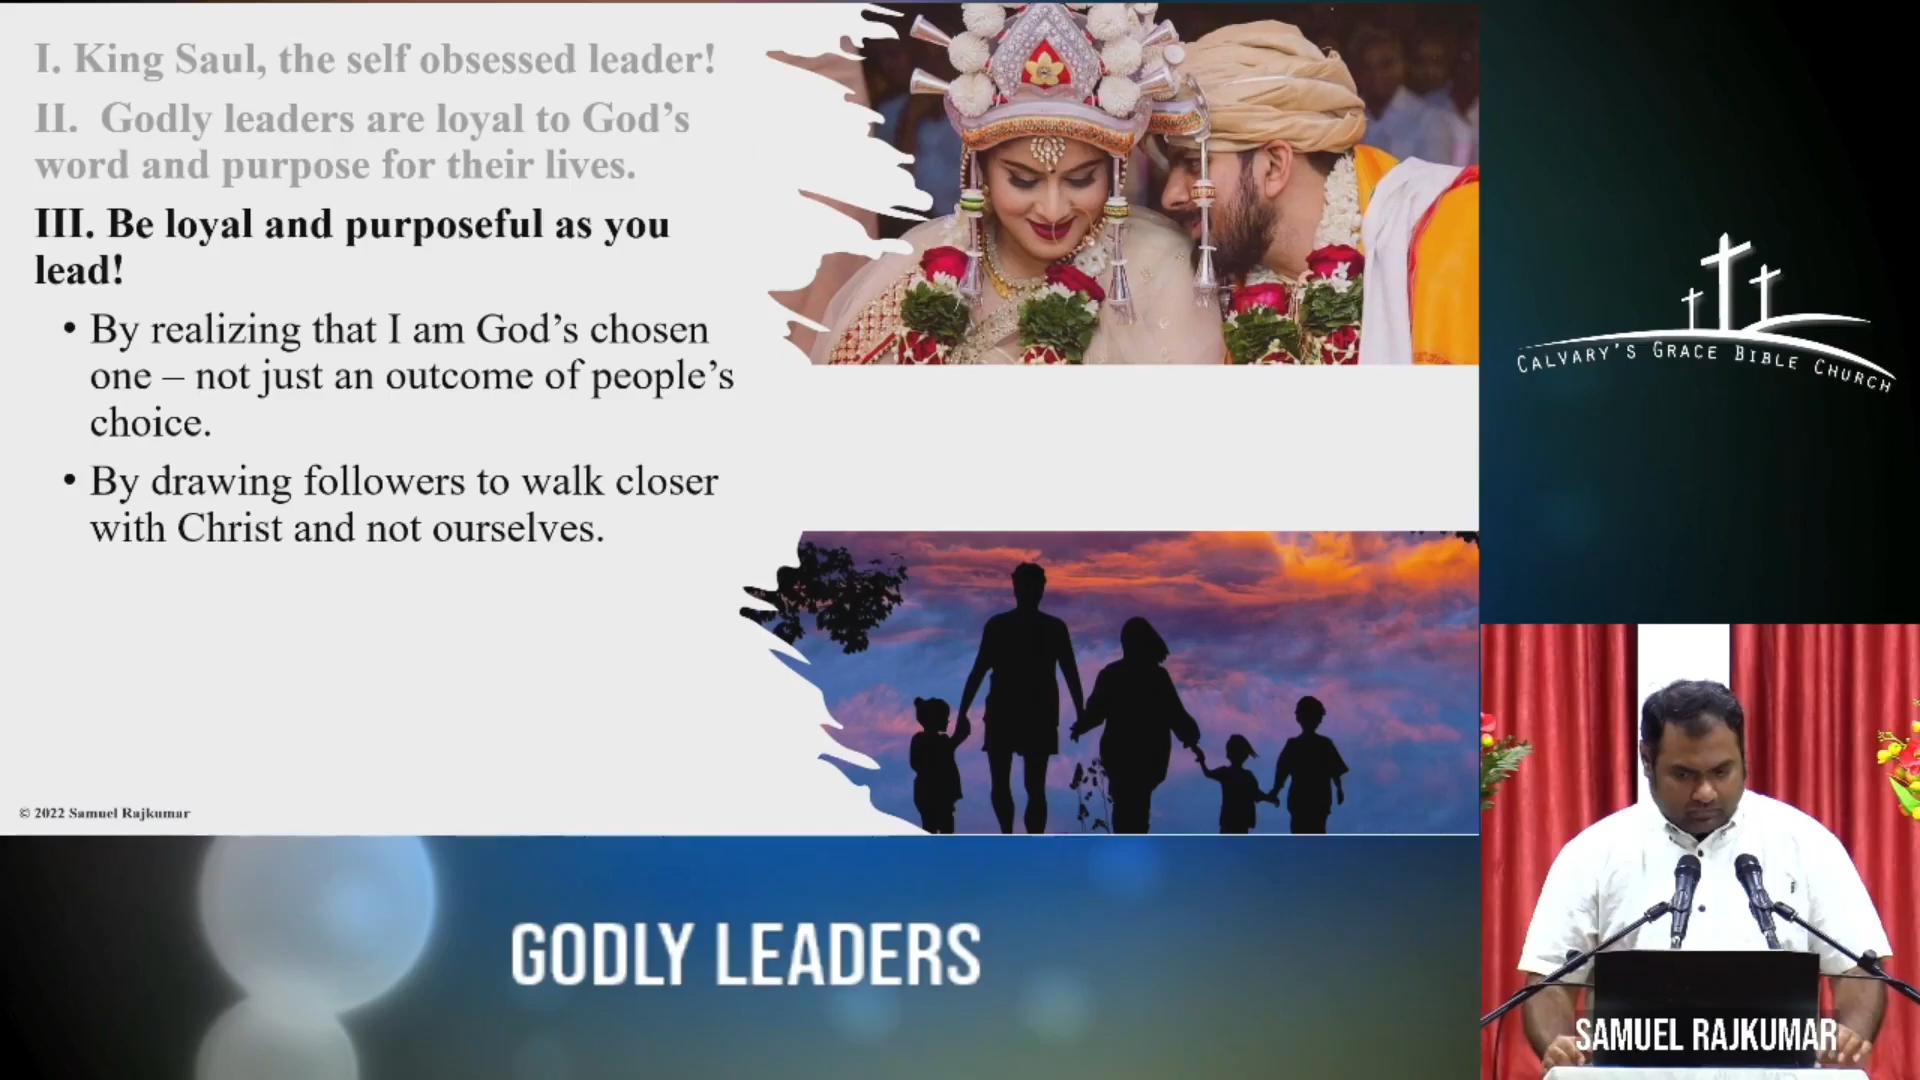 I. King Saul, the self obsessed leader!
II. Godly leaders are loyal to God's
word and purpose for their lives.
III. Be loyal and purposeful as you
lead!
• By realizing that I am God's chosen
one – not just an outcome of people's
choice.
• By drawing followers to walk closer
with Christ and not ourselves.
© 2022 Samuel Rajkumar
Calvary's Grace Bible Church
GODLY LEADERS
SAMUEL RAJKUMAR